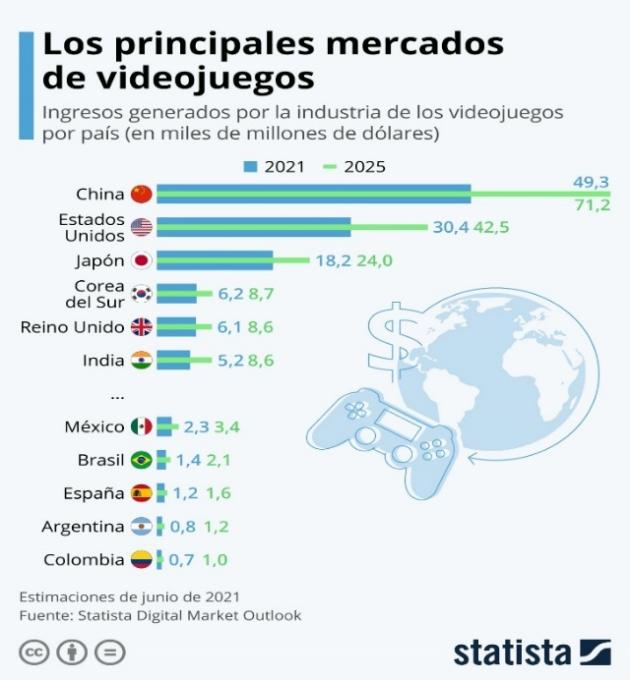 Los principales mercados
de videojuegos
Ingresos generados por la industria de los videojuegos
por país (en miles de millones de dólares)
2021 2025
China 49,3
71,2
Estados
Unidos 30,4 42,5
Japón 18,2 24,0
Corea
del Sur 6,2 8,7
Reino Unido 6,1 8,6
India 5,2 8,6
...
México 2,3 3,4
Brasil 1,4 2,1
España 1,2 1,6
Argentina 0,8 1,2
Colombia 0,7 1,0
$
Estimaciones de junio de 2021
Fuente: Statista Digital Market Outlook
cc = statista